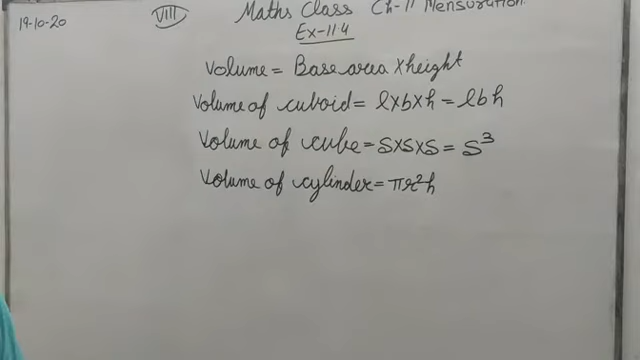 19-10-20 VIII Maths Class Ch-11 Mensuration
Ex-11.4
Volume = Base area × height
Volume of cuboid = l×b×h = lbh
Volume of cube = S×S×S = S³
Volume of cylinder = πr²h